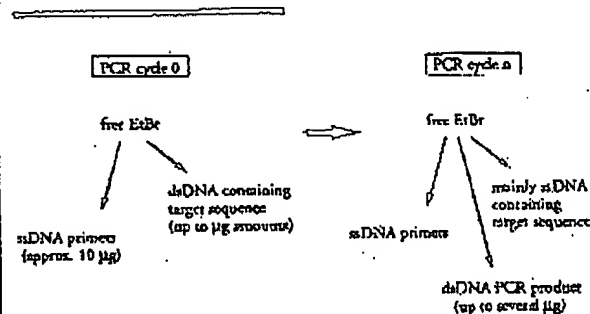 PCR cycle 0
free EtBr
dsDNA containing
target sequence
(up to µg amounts)
ssDNA primers
(approx. 10 µg)
PCR cycle n
free EtBr
mainly ssDNA
containing
target sequence
ssDNA primers
dsDNA PCR product
(up to several µg)